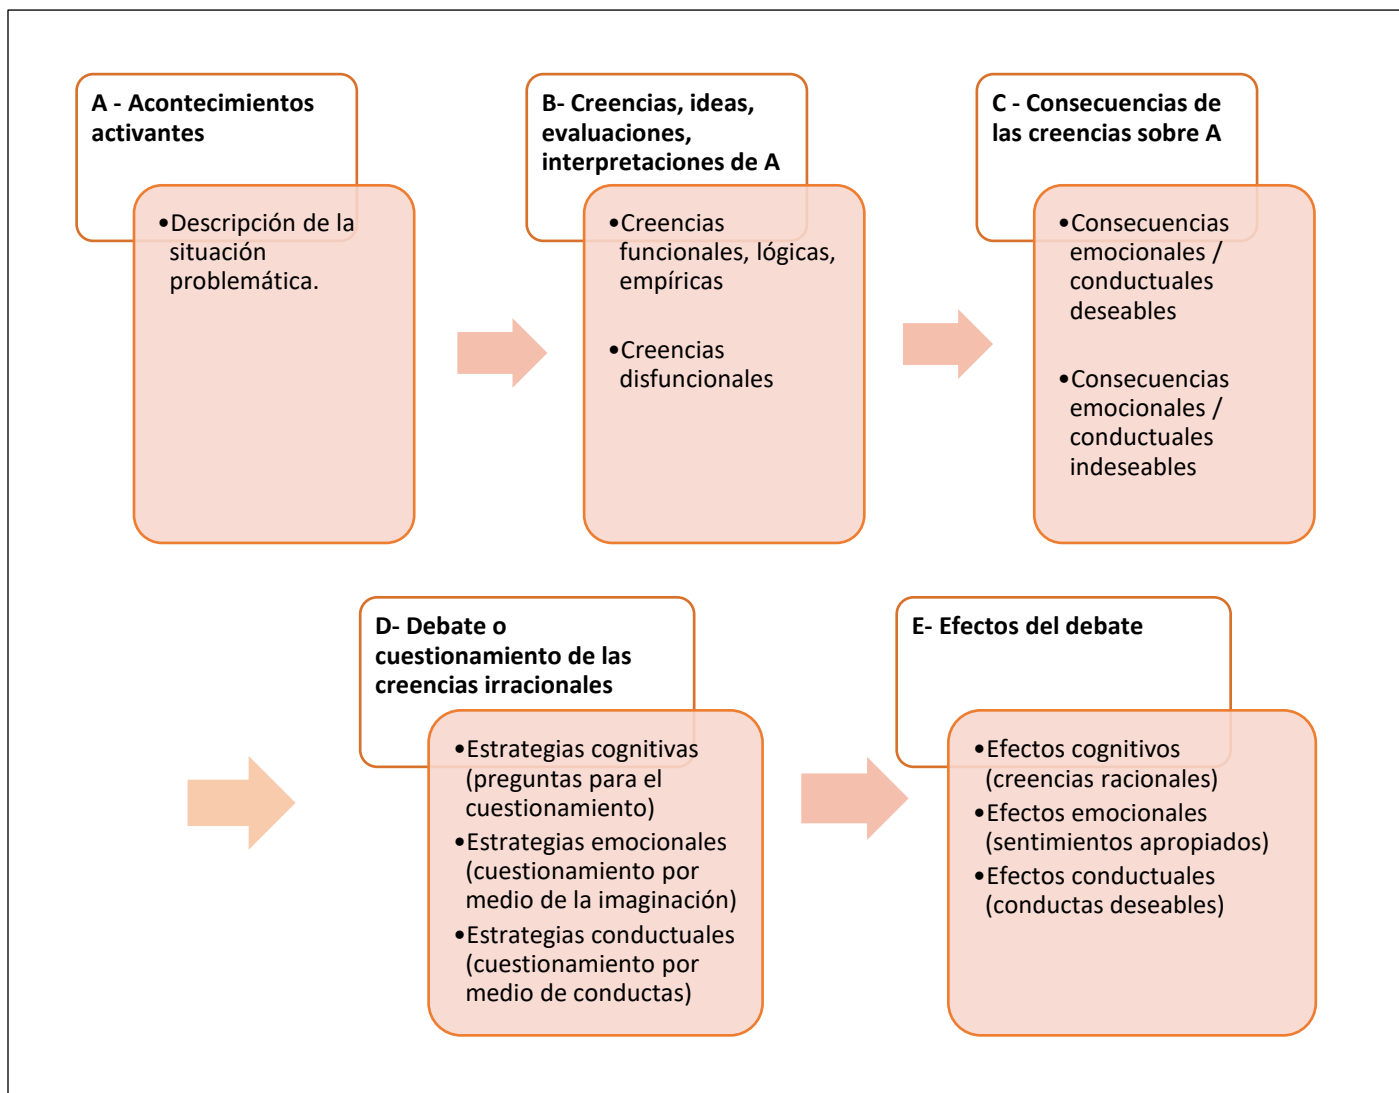 A - Acontecimientos
activantes
•Descripción de la
situación
problemática.
B- Creencias, ideas,
evaluaciones,
interpretaciones de A
•Creencias
funcionales, lógicas,
empíricas
•Creencias
disfuncionales
C - Consecuencias de
las creencias sobre A
•Consecuencias
emocionales /
conductuales
deseables
•Consecuencias
emocionales /
conductuales
indeseables
D- Debate o
cuestionamiento de las
creencias irracionales
•Estrategias cognitivas
(preguntas para el
cuestionamiento)
•Estrategias emocionales
(cuestionamiento por
medio de la imaginación)
•Estrategias conductuales
(cuestionamiento por
medio de conductas)
E- Efectos del debate
•Efectos cognitivos
(creencias racionales)
•Efectos emocionales
(sentimientos apropiados)
•Efectos conductuales
(conductas deseables)